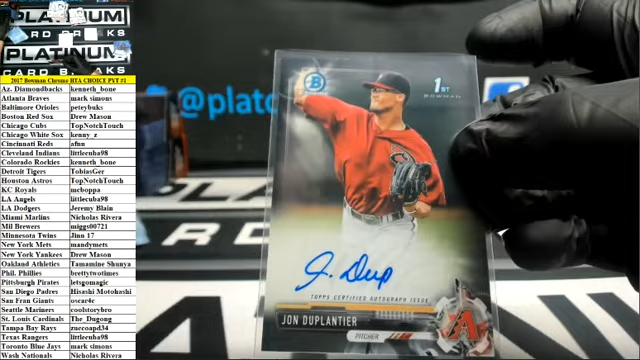 PLATINUM
BREAKS
PLATINUM
CARD BREAKS
2017 Bowman Chrome HTA CHOICE PYT #1
Az. Diamondbacks kenneth_bone
Atlanta Braves mark simons
Baltimore Orioles peteybuks
Boston Red Sox Drew Mason
Chicago Cubs TopNotchTouch
Chicago White Sox kenny_z
Cincinnati Reds afnn
Cleveland Indians littlecuba98
Colorado Rockies kenneth_bone
Detroit Tigers TobiasGer
Houston Astros TopNotchTouch
KC Royals mcboppa
LA Angels littlecuba98
LA Dodgers Jeremy Blain
Miami Marlins Nicholas Rivera
Mil Brewers miggs00721
Minnesota Twins Jinn 17
New York Mets mandymets
New York Yankees Drew Mason
Oakland Athletics Tamamine Shunya
Phil. Phillies brettytwotimes
Pittsburgh Pirates letsgomagic
San Diego Padres Hisashi Motohashi
San Fran Giants oscar4c
Seattle Mariners coolstorybro
St. Louis Cardinals The_Dugong
Tampa Bay Rays zuccoapd34
Texas Rangers littlecuba98
Toronto Blue Jays mark simons
Wash Nationals Nicholas Rivera
@plato
B
1ST
BOWMAN
J. Dup
TOPPS CERTIFIED AUTOGRAPH ISSUE
JON DUPLANTIER
PITCHER
A